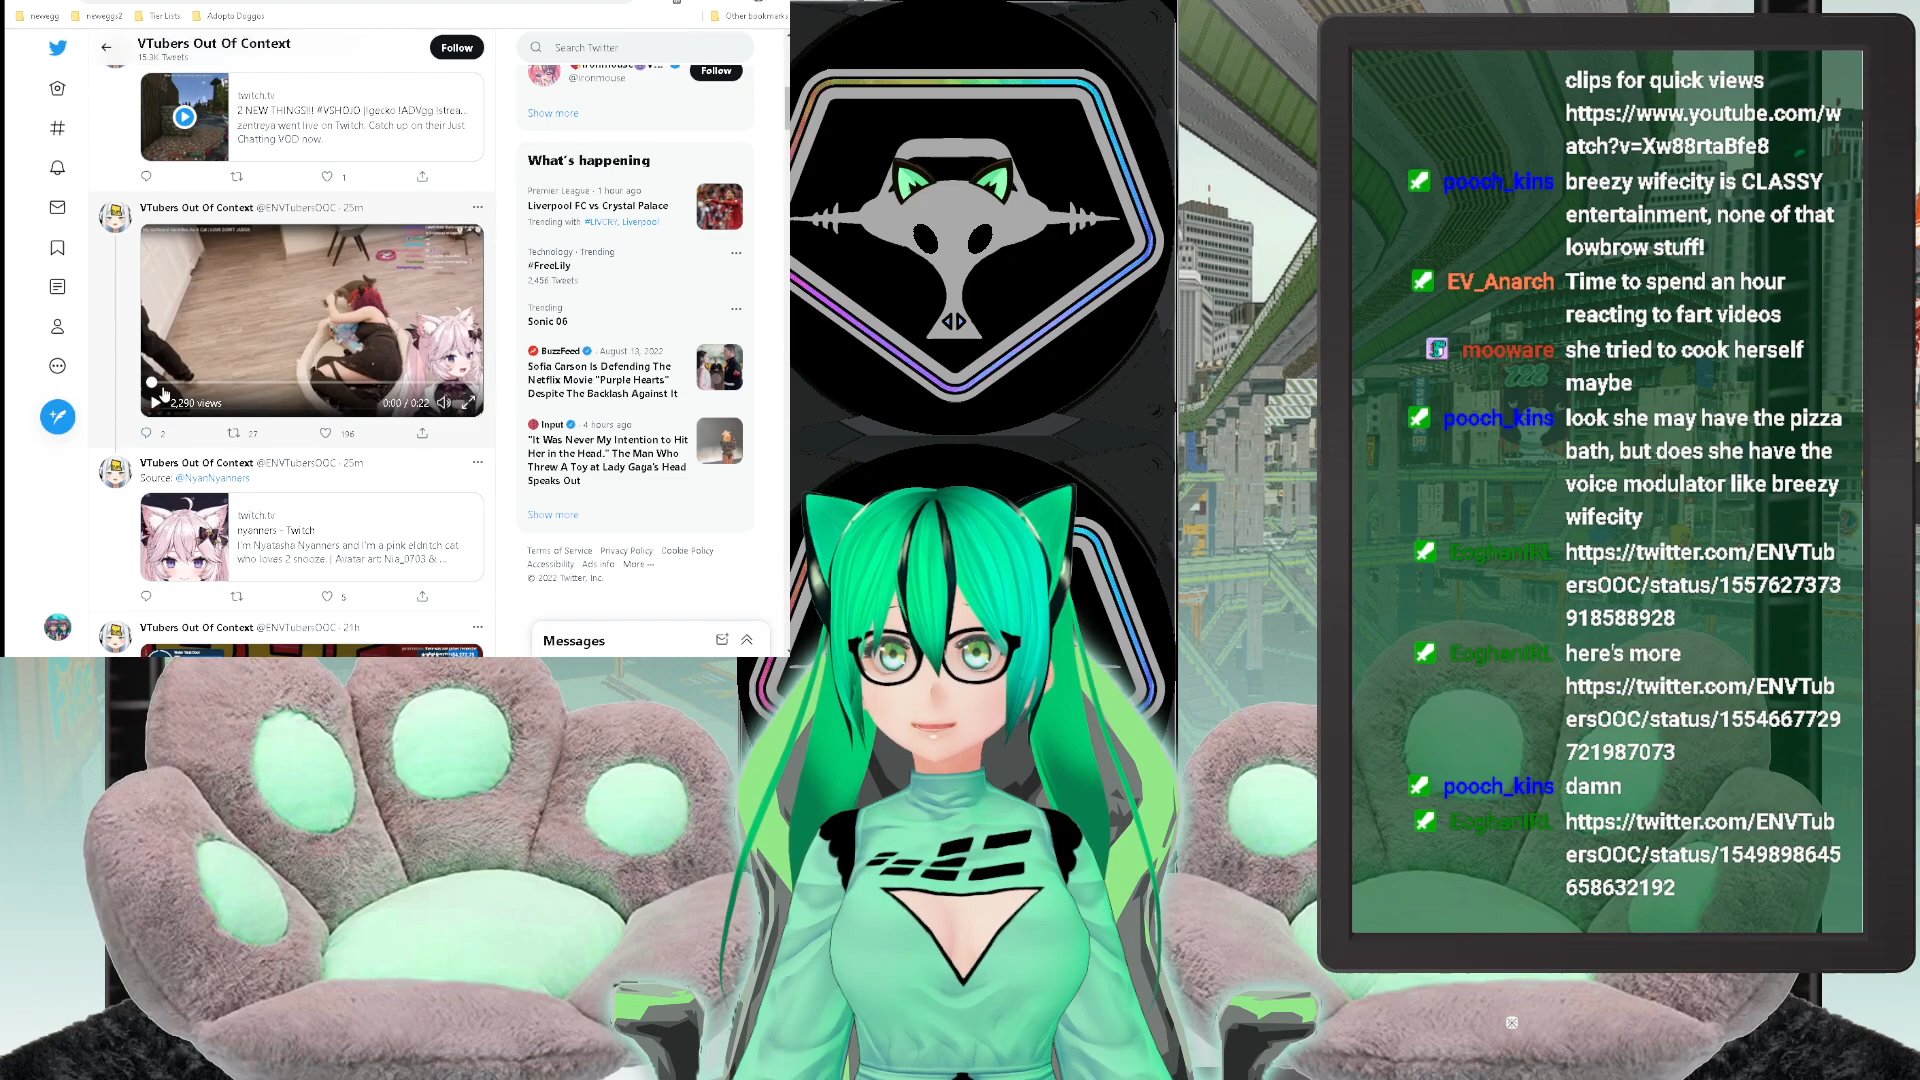 newegg
neweggs2
Tier Lists
Adopto Doggos
Other bookmarks
VTubers Out Of Context
15.3K Tweets
Follow
twitch.tv
2 NEW THINGS!!! #VSHOJO !gecko !ADVgg !strea...
zentreya went live on Twitch. Catch up on their Just
Chatting VOD now.
1
VTubers Out Of Context @ENVTubersOOC · 25m
2,290 views
0:00 / 0:22
2
27
196
VTubers Out Of Context @ENVTubersOOC · 25m
Source: @NyanNyanners
twitch.tv
nyanners - Twitch
I'm Nyatasha Nyanners and I'm a pink eldritch cat
who loves 2 snooze. | Avatar art: Nia_0703 & ...
5
VTubers Out Of Context @ENVTubersOOC · 21h
Search Twitter
@ironmouse
Follow
Show more
What's happening
Premier League · 1 hour ago
Liverpool FC vs Crystal Palace
Trending with #LIVCRY, Liverpool
Technology · Trending
#FreeLily
2,456 Tweets
Trending
Sonic 06
BuzzFeed · August 13, 2022
Sofia Carson Is Defending The
Netflix Movie "Purple Hearts"
Despite The Backlash Against It
Input · 4 hours ago
"It Was Never My Intention to Hit
Her in the Head." The Man Who
Threw A Toy at Lady Gaga's Head
Speaks Out
Show more
Terms of Service Privacy Policy Cookie Policy
Accessibility Ads info More ···
© 2022 Twitter, Inc.
Messages
clips for quick views
https://www.youtube.com/w
atch?v=Xw88rtaBfe8
pooch_kins breezy wifecity is CLASSY
entertainment, none of that
lowbrow stuff!
EV_Anarch Time to spend an hour
reacting to fart videos
mooware she tried to cook herself
maybe
pooch_kins look she may have the pizza
bath, but does she have the
voice modulator like breezy
wifecity
EoghanIRL https://twitter.com/ENVTub
ersOOC/status/1557627373
918588928
EoghanIRL here's more
https://twitter.com/ENVTub
ersOOC/status/1554667729
721987073
pooch_kins damn
EoghanIRL https://twitter.com/ENVTub
ersOOC/status/1549898645
658632192